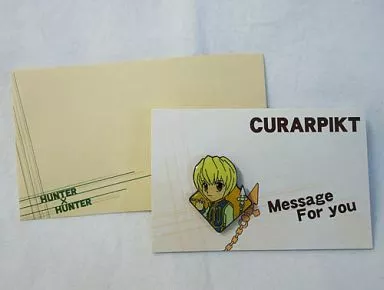 CURARPIKT
Message
For you
HUNTER
×
HUNTER